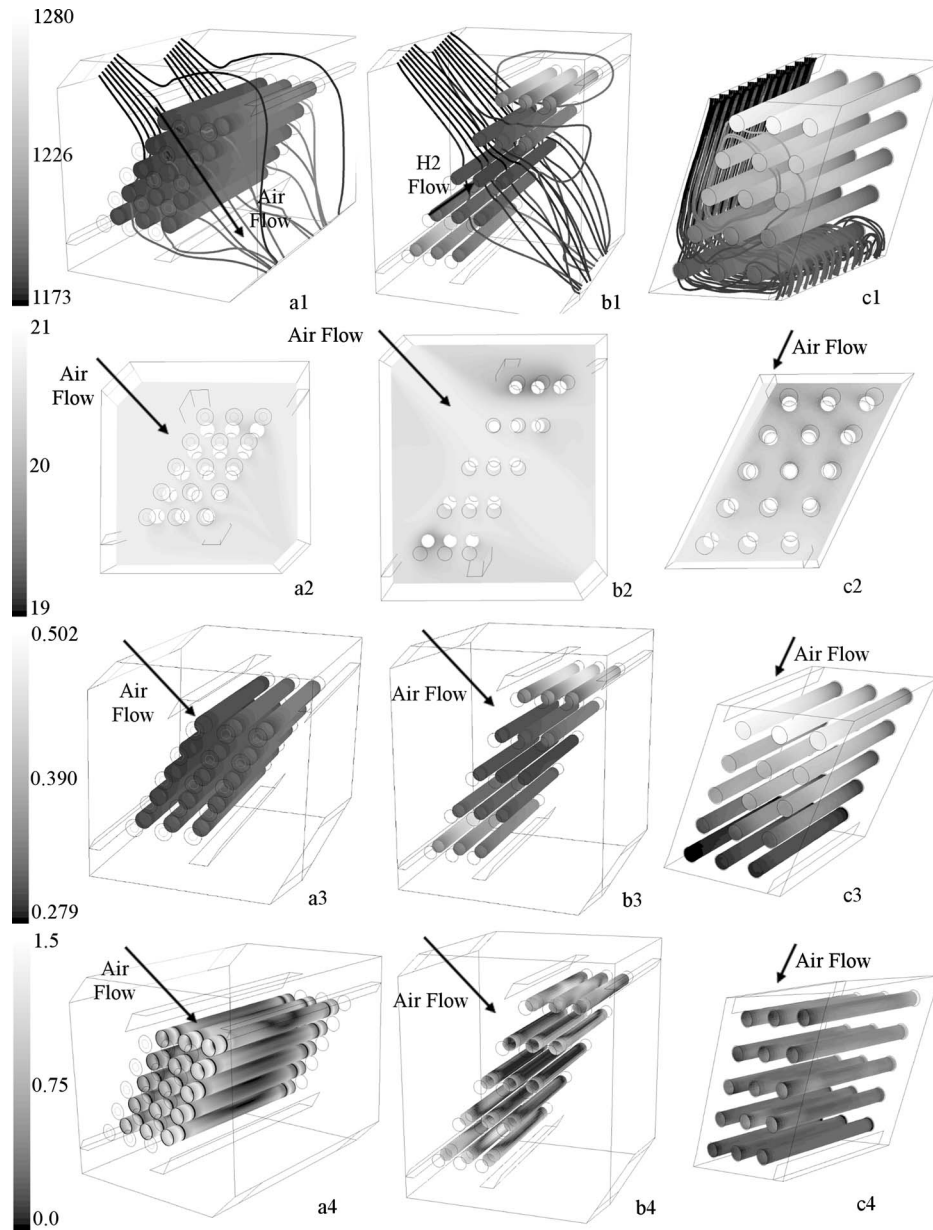 1280
1226
1173
Air
Flow
a1
H2
Flow
b1
c1
21
20
19
Air
Flow
a2
Air Flow
b2
Air Flow
c2
0.502
0.390
0.279
Air
Flow
a3
Air Flow
b3
Air Flow
c3
1.5
0.75
0.0
Air
Flow
a4
Air Flow
b4
Air Flow
c4